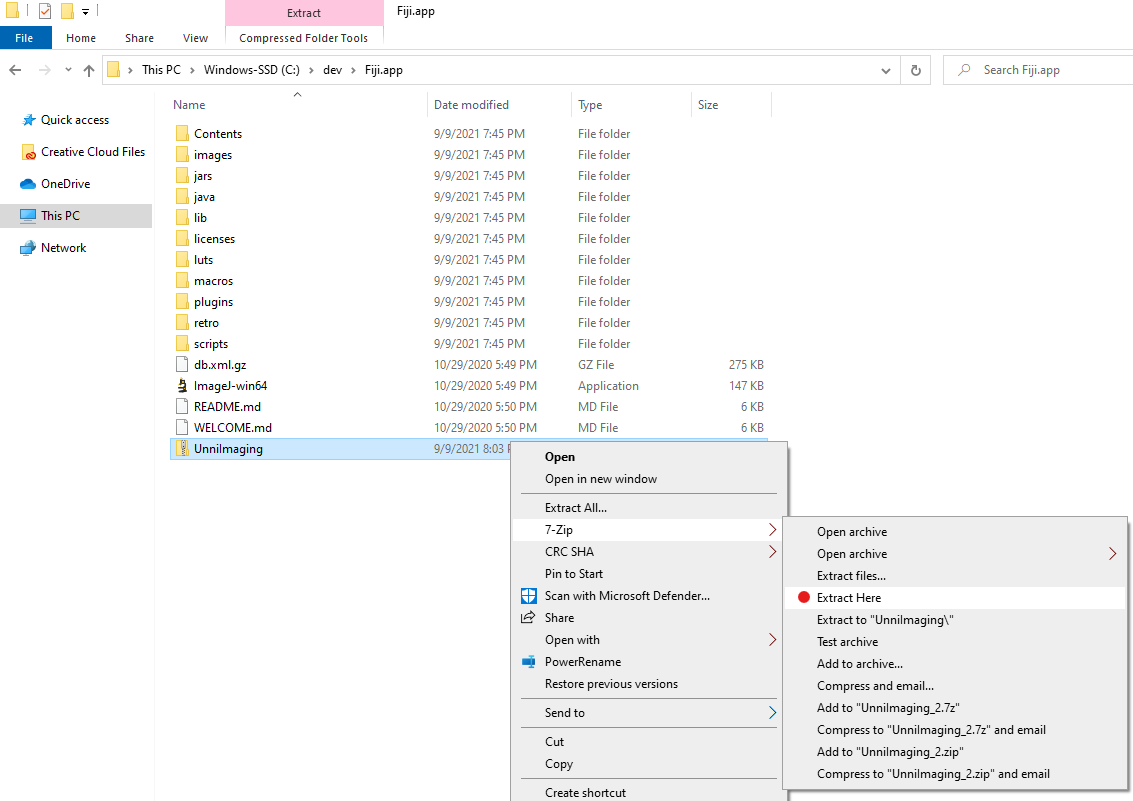 Extract
Fiji.app
File
Home
Share
View
Compressed Folder Tools
This PC
Windows-SSD (C:)
dev
Fiji.app
Search Fiji.app
Quick access
Creative Cloud Files
OneDrive
This PC
Network
Name Date modified Type Size
Contents 9/9/2021 7:45 PM File folder
images 9/9/2021 7:45 PM File folder
jars 9/9/2021 7:45 PM File folder
java 9/9/2021 7:45 PM File folder
lib 9/9/2021 7:45 PM File folder
licenses 9/9/2021 7:45 PM File folder
luts 9/9/2021 7:45 PM File folder
macros 9/9/2021 7:45 PM File folder
plugins 9/9/2021 7:45 PM File folder
retro 9/9/2021 7:45 PM File folder
scripts 9/9/2021 7:45 PM File folder
db.xml.gz 10/29/2020 5:49 PM GZ File 275 KB
ImageJ-win64 10/29/2020 5:49 PM Application 147 KB
README.md 10/29/2020 5:50 PM MD File 6 KB
WELCOME.md 10/29/2020 5:50 PM MD File 6 KB
UnniImaging 9/9/2021 8:03
Open
Open in new window
Extract All...
7-Zip
CRC SHA
Pin to Start
Scan with Microsoft Defender...
Share
Open with
PowerRename
Restore previous versions
Send to
Cut
Copy
Create shortcut
Open archive
Open archive
Extract files...
Extract Here
Extract to "UnniImaging\"
Test archive
Add to archive...
Compress and email...
Add to "UnniImaging_2.7z"
Compress to "UnniImaging_2.7z" and email
Add to "UnniImaging_2.zip"
Compress to "UnniImaging_2.zip" and email